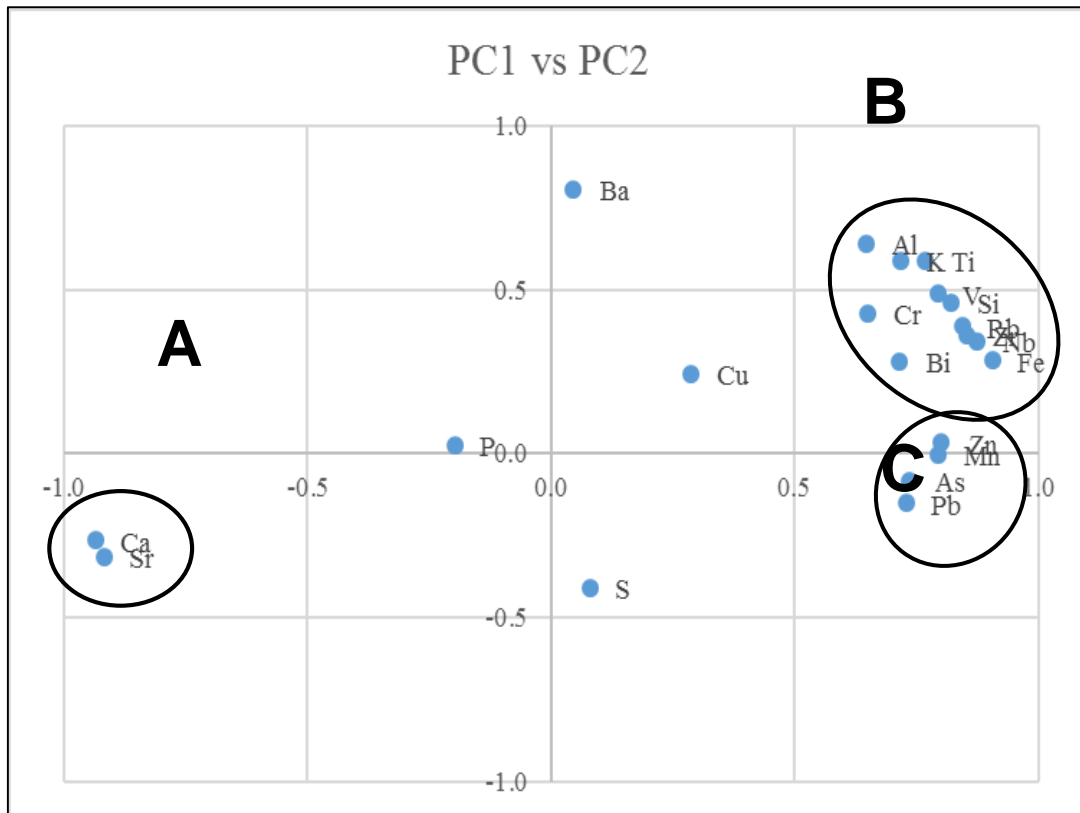 PC1 vs PC2
B
1.0
Ba
Al
K Ti
0.5
V Si
Cr
Rb
Zr
Nb
A
Bi
Fe
Cu
P
0.0
Zn
Mn
C
-1.0
-0.5
0.0
0.5
1.0
As
Pb
Ca
Sr
S
-0.5
-1.0